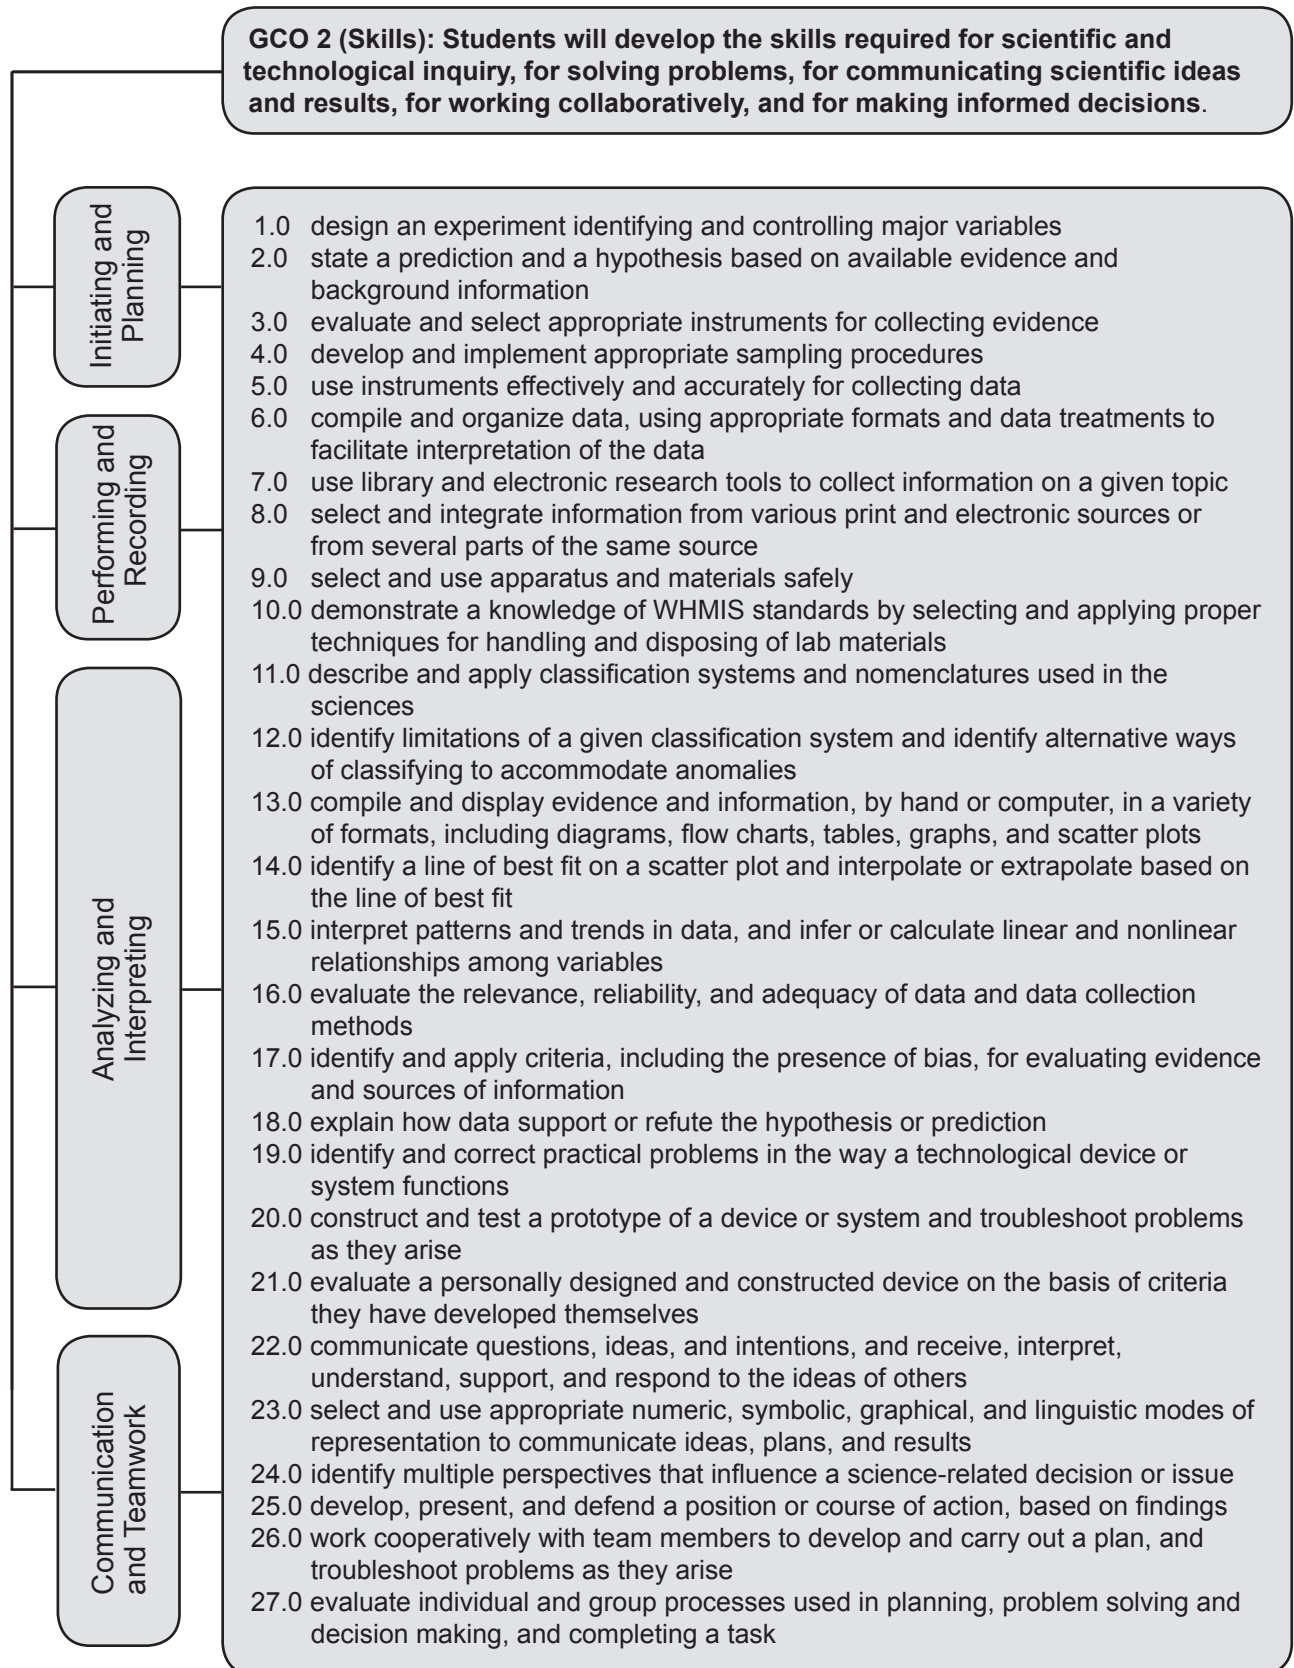 GCO 2 (Skills): Students will develop the skills required for scientific and
technological inquiry, for solving problems, for communicating scientific ideas
and results, for working collaboratively, and for making informed decisions.
Initiating and
Planning
1.0 design an experiment identifying and controlling major variables
2.0 state a prediction and a hypothesis based on available evidence and
background information
3.0 evaluate and select appropriate instruments for collecting evidence
4.0 develop and implement appropriate sampling procedures
5.0 use instruments effectively and accurately for collecting data
6.0 compile and organize data, using appropriate formats and data treatments to
facilitate interpretation of the data
Performing and
Recording
7.0 use library and electronic research tools to collect information on a given topic
8.0 select and integrate information from various print and electronic sources or
from several parts of the same source
9.0 select and use apparatus and materials safely
10.0 demonstrate a knowledge of WHMIS standards by selecting and applying proper
techniques for handling and disposing of lab materials
11.0 describe and apply classification systems and nomenclatures used in the
sciences
12.0 identify limitations of a given classification system and identify alternative ways
of classifying to accommodate anomalies
13.0 compile and display evidence and information, by hand or computer, in a variety
of formats, including diagrams, flow charts, tables, graphs, and scatter plots
14.0 identify a line of best fit on a scatter plot and interpolate or extrapolate based on
the line of best fit
Analyzing and
Interpreting
15.0 interpret patterns and trends in data, and infer or calculate linear and nonlinear
relationships among variables
16.0 evaluate the relevance, reliability, and adequacy of data and data collection
methods
17.0 identify and apply criteria, including the presence of bias, for evaluating evidence
and sources of information
18.0 explain how data support or refute the hypothesis or prediction
19.0 identify and correct practical problems in the way a technological device or
system functions
20.0 construct and test a prototype of a device or system and troubleshoot problems
as they arise
21.0 evaluate a personally designed and constructed device on the basis of criteria
they have developed themselves
22.0 communicate questions, ideas, and intentions, and receive, interpret,
understand, support, and respond to the ideas of others
Communication
and Teamwork
23.0 select and use appropriate numeric, symbolic, graphical, and linguistic modes of
representation to communicate ideas, plans, and results
24.0 identify multiple perspectives that influence a science-related decision or issue
25.0 develop, present, and defend a position or course of action, based on findings
26.0 work cooperatively with team members to develop and carry out a plan, and
troubleshoot problems as they arise
27.0 evaluate individual and group processes used in planning, problem solving and
decision making, and completing a task